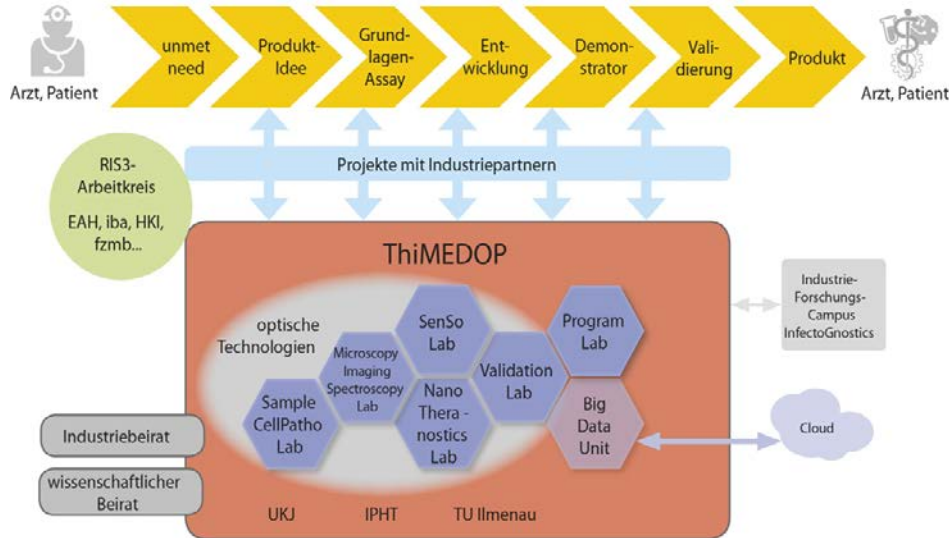 Arzt, Patient
unmet
need
Produkt-
Idee
Grund-
lagen-
Assay
Ent-
wicklung
Demon-
strator
Vali-
dierung
Produkt
Arzt, Patient
RIS3-
Arbeitkreis
EAH, iba, HKI,
fzmb...
Projekte mit Industriepartnern
ThiMEDOP
optische
Technologien
Sample
CellPatho
Lab
Microscopy
Imaging
Spectroscopy
Lab
SenSo
Lab
Nano
Thera -
nostics
Lab
Validation
Lab
Program
Lab
Big
Data
Unit
Industrie-
Forschungs-
Campus
InfectoGnostics
Cloud
Industriebeirat
wissenschaftlicher
Beirat
UKJ
IPHT
TU Ilmenau